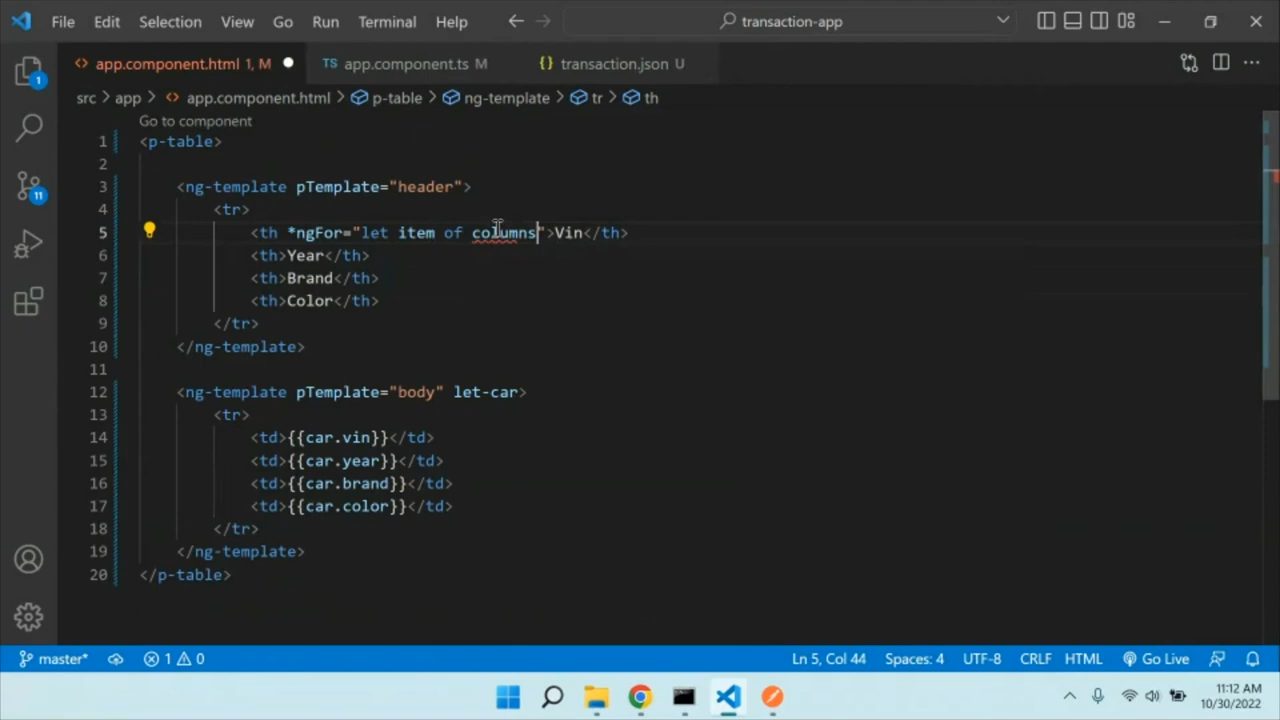 File Edit Selection View Go Run Terminal Help transaction-app
app.component.html 1, M app.component.ts M transaction.json U
src > app > app.component.html > p-table > ng-template > tr > th
Go to component
1 <p-table>
2
3 <ng-template pTemplate="header">
4 <tr>
5 <th *ngFor="let item of columns">Vin</th>
6 <th>Year</th>
7 <th>Brand</th>
8 <th>Color</th>
9 </tr>
10 </ng-template>
11
12 <ng-template pTemplate="body" let-car>
13 <tr>
14 <td>{{car.vin}}</td>
15 <td>{{car.year}}</td>
16 <td>{{car.brand}}</td>
17 <td>{{car.color}}</td>
18 </tr>
19 </ng-template>
20 </p-table>
1
11
master* 1 0 Ln 5, Col 44 Spaces: 4 UTF-8 CRLF HTML Go Live
11:12 AM
10/30/2022